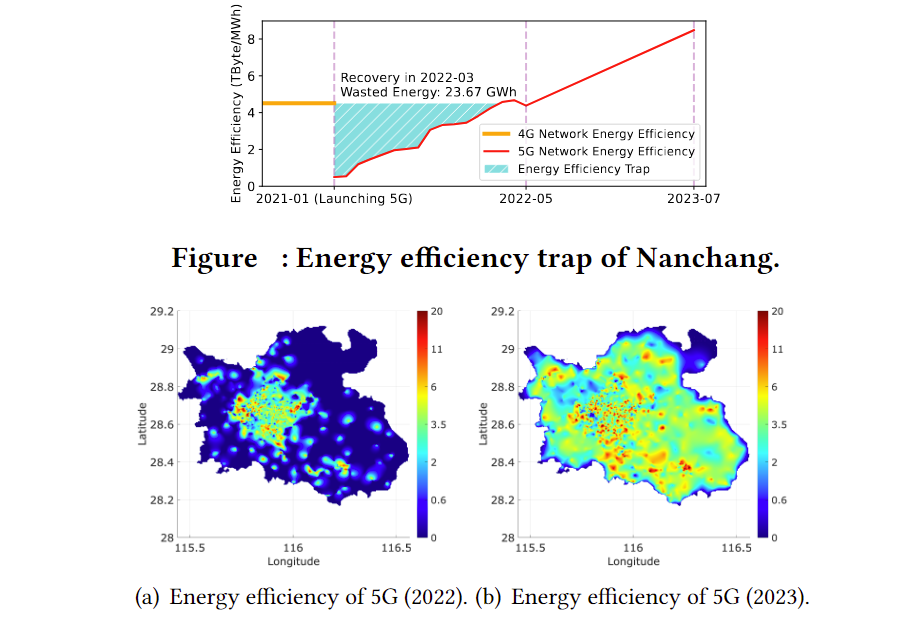 Energy Efficiency (TByte/MWh)
8
6
4
2
0
Recovery in 2022-03
Wasted Energy: 23.67 GWh
4G Network Energy Efficiency
5G Network Energy Efficiency
Energy Efficiency Trap
2021-01 (Launching 5G)
2022-05
2023-07
Figure : Energy efficiency trap of Nanchang.
Latitude
29.2
29
28.8
28.6
28.4
28.2
28
115.5
116
116.5
Longitude
20
11
6
3.5
2
0.6
0
Latitude
29.2
29
28.8
28.6
28.4
28.2
28
115.5
116
116.5
Longitude
20
11
6
3.5
2
0.6
0
(a) Energy efficiency of 5G (2022).
(b) Energy efficiency of 5G (2023).